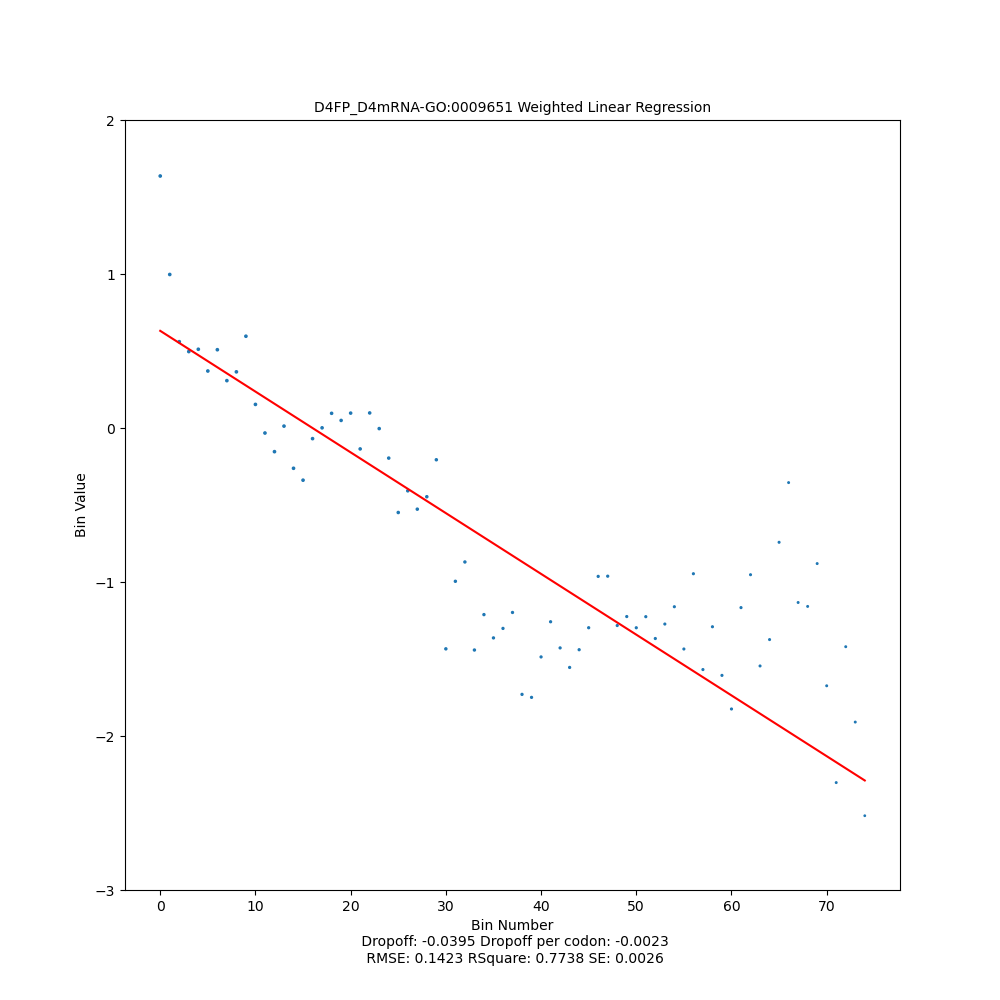 D4FP_D4mRNA-GO:0009651 Weighted Linear Regression
2
1
0
−1
−2
−3
Bin Value
0 10 20 30 40 50 60 70
Bin Number
Dropoff: -0.0395 Dropoff per codon: -0.0023
RMSE: 0.1423 RSquare: 0.7738 SE: 0.0026